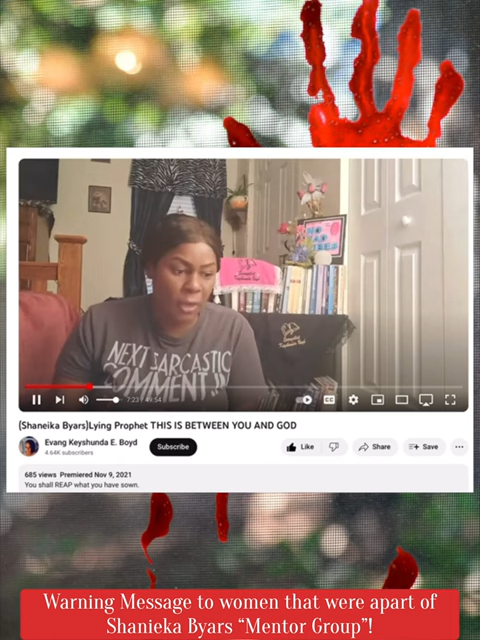 NEXT SARCASTIC
COMMENT
7:23 / 49:54
CC
[Shaneika Byars]Lying Prophet THIS IS BETWEEN YOU AND GOD
Evang Keyshunda E. Boyd
4.64K subscribers
Subscribe
Like
Share
Save
685 views Premiered Nov 9, 2021
You shall REAP what you have sown.
Warning Message to women that were apart of
Shanieka Byars “Mentor Group”!